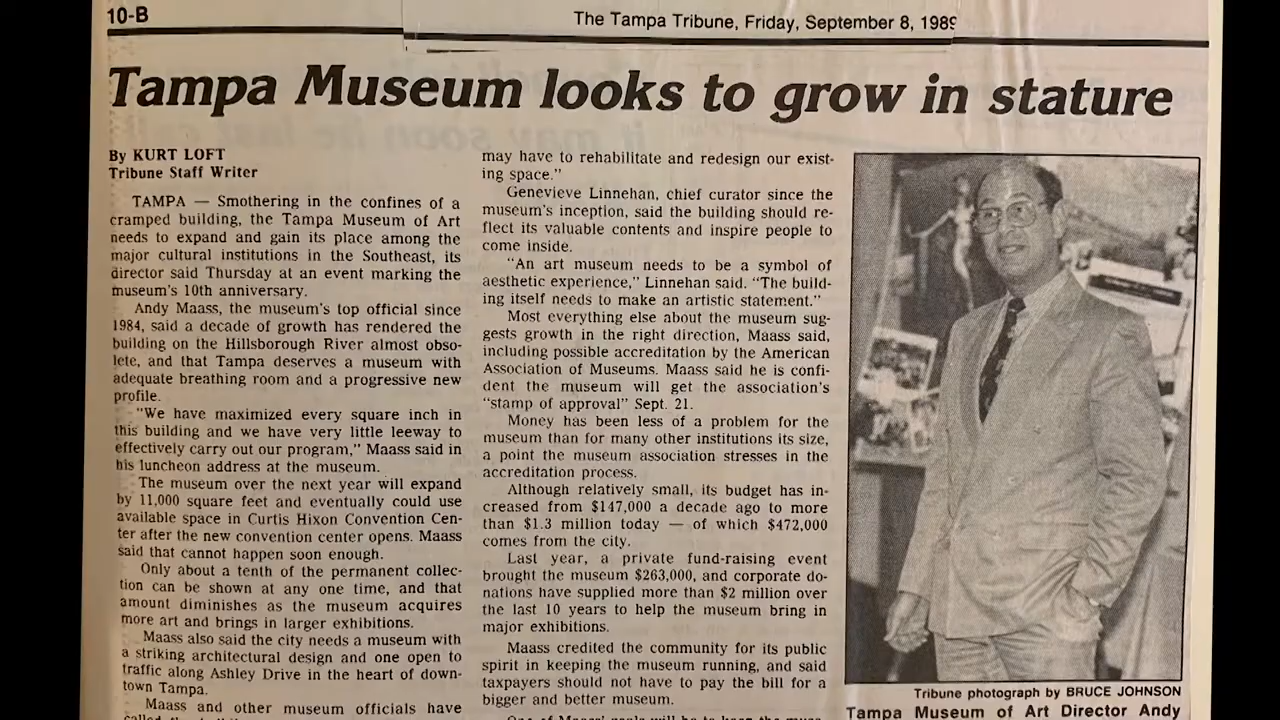 10-B
The Tampa Tribune, Friday, September 8, 1989
Tampa Museum looks to grow in stature
By KURT LOFT
Tribune Staff Writer
TAMPA — Smothering in the confines of a
cramped building, the Tampa Museum of Art
needs to expand and gain its place among the
major cultural institutions in the Southeast, its
director said Thursday at an event marking the
museum's 10th anniversary.
Andy Maass, the museum's top official since
1984, said a decade of growth has rendered the
building on the Hillsborough River almost obso-
lete, and that Tampa deserves a museum with
adequate breathing room and a progressive new
profile.
"We have maximized every square inch in
this building and we have very little leeway to
effectively carry out our program," Maass said in
his luncheon address at the museum.
The museum over the next year will expand
by 11,000 square feet and eventually could use
available space in Curtis Hixon Convention Cen-
ter after the new convention center opens. Maass
said that cannot happen soon enough.
Only about a tenth of the permanent collec-
tion can be shown at any one time, and that
amount diminishes as the museum acquires
more art and brings in larger exhibitions.
Maass also said the city needs a museum with
a striking architectural design and one open to
traffic along Ashley Drive in the heart of down-
town Tampa.
Maass and other museum officials have
may have to rehabilitate and redesign our exist-
ing space."
Genevieve Linnehan, chief curator since the
museum's inception, said the building should re-
flect its valuable contents and inspire people to
come inside.
"An art museum needs to be a symbol of
aesthetic experience," Linnehan said. "The build-
ing itself needs to make an artistic statement."
Most everything else about the museum sug-
gests growth in the right direction, Maass said,
including possible accreditation by the American
Association of Museums. Maass said he is confi-
dent the museum will get the association's
"stamp of approval" Sept. 21.
Money has been less of a problem for the
museum than for many other institutions its size,
a point the museum association stresses in the
accreditation process.
Although relatively small, its budget has in-
creased from $147,000 a decade ago to more
than $1.3 million today — of which $472,000
comes from the city.
Last year, a private fund-raising event
brought the museum $263,000, and corporate do-
nations have supplied more than $2 million over
the last 10 years to help the museum bring in
major exhibitions.
Maass credited the community for its public
spirit in keeping the museum running, and said
taxpayers should not have to pay the bill for a
bigger and better museum.
Tribune photograph by BRUCE JOHNSON
Tampa Museum of Art Director Andy